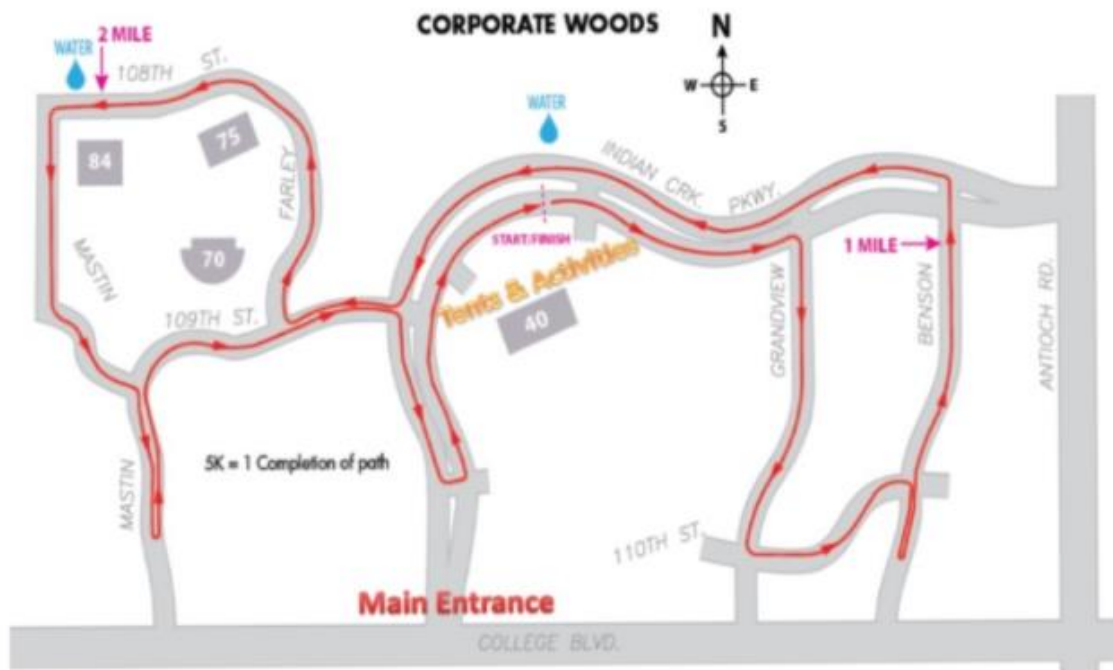 CORPORATE WOODS
N
W
E
S
2 MILE
WATER
108TH ST.
84
75
FARLEY
MASTIN
70
109TH ST.
WATER
INDIAN CRK. PKWY.
START/FINISH
Tents & Activities
40
1 MILE
GRANDVIEW
BENSON
ANTIOCH RD.
5K = 1 Completion of path
MASTIN
110TH ST.
Main Entrance
COLLEGE BLVD.